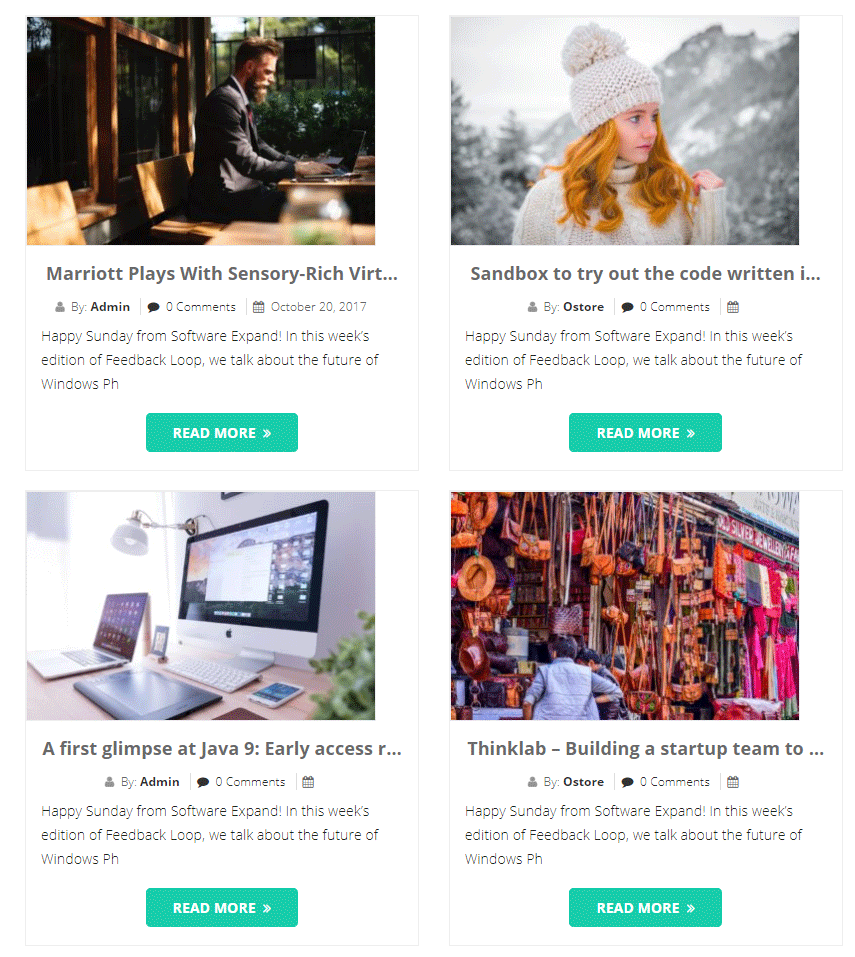 Marriott Plays With Sensory-Rich Virt...
By: Admin 0 Comments October 20, 2017
Happy Sunday from Software Expand! In this week's
edition of Feedback Loop, we talk about the future of
Windows Ph
READ MORE »
Sandbox to try out the code written i...
By: Ostore 0 Comments
Happy Sunday from Software Expand! In this week's
edition of Feedback Loop, we talk about the future of
Windows Ph
READ MORE »
A first glimpse at Java 9: Early access r...
By: Admin 0 Comments
Happy Sunday from Software Expand! In this week's
edition of Feedback Loop, we talk about the future of
Windows Ph
READ MORE »
OLD SILVER JEWELLERY
Thinklab – Building a startup team to ...
By: Ostore 0 Comments
Happy Sunday from Software Expand! In this week's
edition of Feedback Loop, we talk about the future of
Windows Ph
READ MORE »